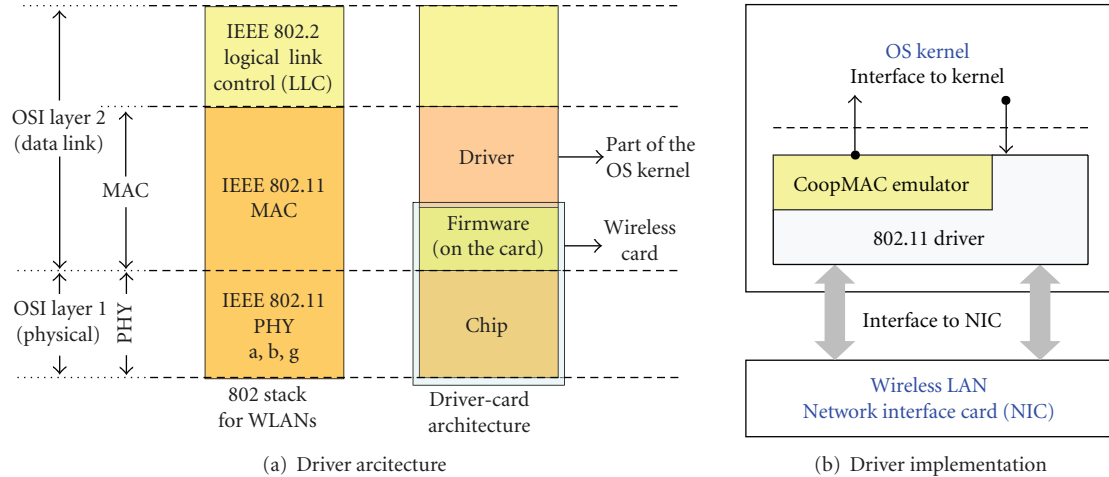 OSI layer 2
(data link)
MAC
OSI layer 1
(physical)
PHY
IEEE 802.2
logical link
control (LLC)
IEEE 802.11
MAC
IEEE 802.11
PHY
a, b, g
802 stack
for WLANs
Driver
Firmware
(on the card)
Chip
Driver-card
architecture
Part of the
OS kernel
Wireless
card
(a) Driver arcitecture
OS kernel
Interface to kernel
CoopMAC emulator
802.11 driver
Interface to NIC
Wireless LAN
Network interface card (NIC)
(b) Driver implementation